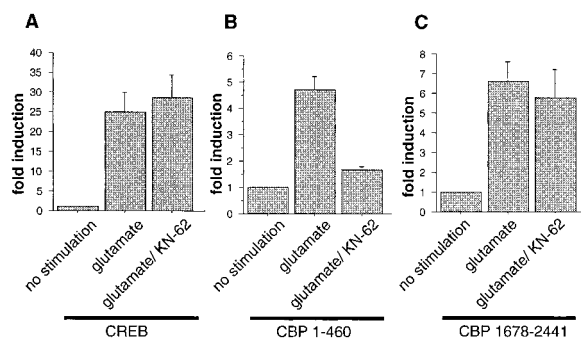 A
fold induction
40
35
30
25
20
15
10
5
0
no stimulation
glutamate
glutamate/ KN-62
CREB
B
fold induction
6
5
4
3
2
1
0
no stimulation
glutamate
glutamate/ KN-62
CBP 1-460
C
fold induction
8
7
6
5
4
3
2
1
0
no stimulation
glutamate
glutamate/ KN-62
CBP 1678-2441